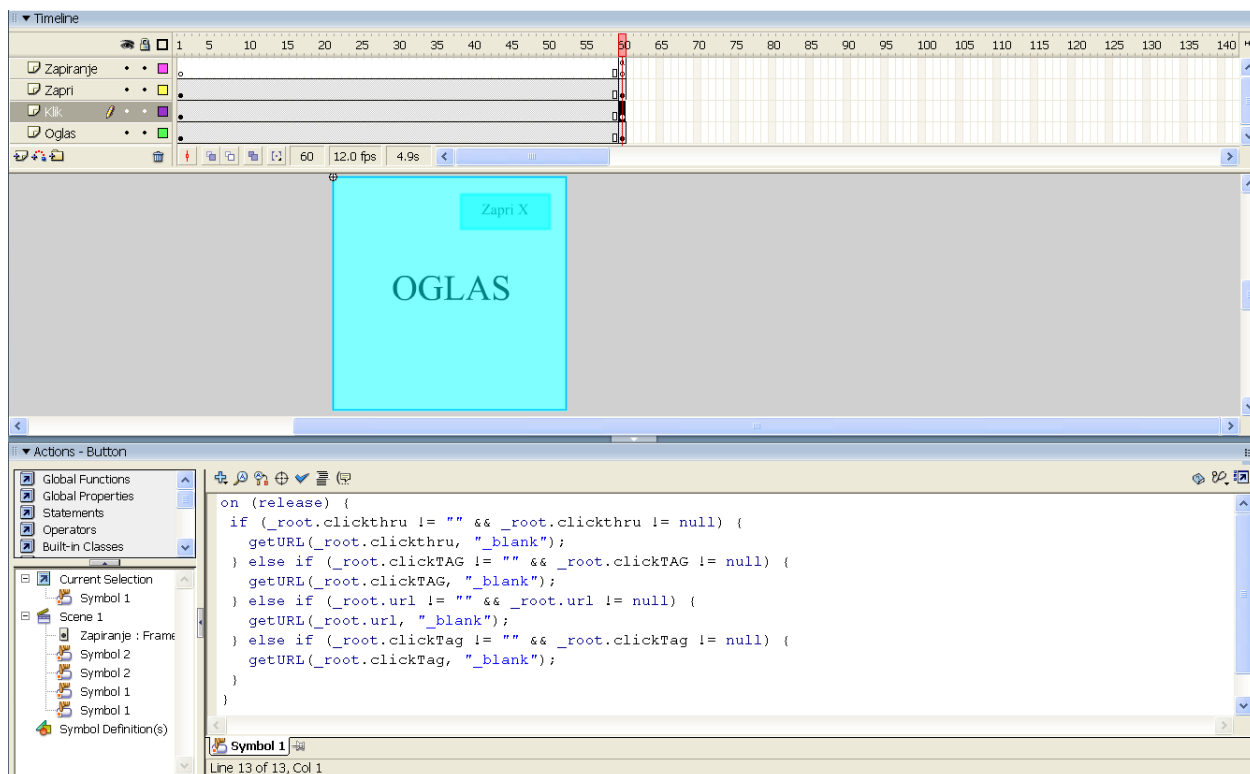 Timeline
1 5 10 15 20 25 30 35 40 45 50 55 60 65 70 75 80 85 90 95 100 105 110 115 120 125 130 135 140
Zapiranje
Zapri
Klik
Oglas
60 12.0 fps 4.9s
Zapri X
OGLAS
Actions - Button
Global Functions
Global Properties
Statements
Operators
Built-in Classes
Current Selection
Symbol 1
Scene 1
Zapiranje : Frame
Symbol 2
Symbol 2
Symbol 1
Symbol 1
Symbol Definition(s)
on (release) {
if (_root.clickthru != "" && _root.clickthru != null) {
getURL(_root.clickthru, "_blank");
} else if (_root.clickTAG != "" && _root.clickTAG != null) {
getURL(_root.clickTAG, "_blank");
} else if (_root.url != "" && _root.url != null) {
getURL(_root.url, "_blank");
} else if (_root.clickTag != "" && _root.clickTag != null) {
getURL(_root.clickTag, "_blank");
}
}
Symbol 1
Line 13 of 13, Col 1